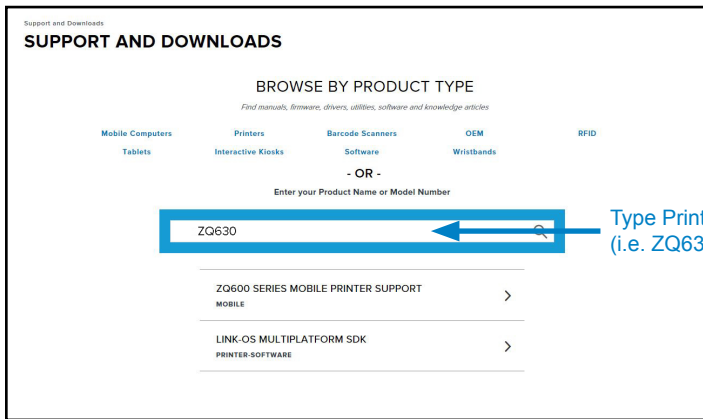 Support and Downloads
SUPPORT AND DOWNLOADS
BROWSE BY PRODUCT TYPE
Find manuals, firmware, drivers, utilities, software and knowledge articles
Mobile Computers Printers Barcode Scanners OEM RFID
Tablets Interactive Kiosks Software Wristbands
- OR -
Enter your Product Name or Model Number
ZQ630
Type Print
(i.e. ZQ63
ZQ600 SERIES MOBILE PRINTER SUPPORT
MOBILE
LINK-OS MULTIPLATFORM SDK
PRINTER-SOFTWARE